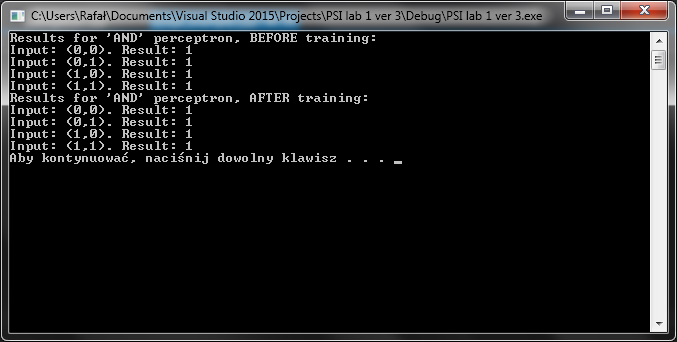 C:\Users\Rafał\Documents\Visual Studio 2015\Projects\PSI lab 1 ver 3\Debug\PSI lab 1 ver 3.exe
Results for 'AND' perceptron, BEFORE training:
Input: (0,0). Result: 1
Input: (0,1). Result: 1
Input: (1,0). Result: 1
Input: (1,1). Result: 1
Results for 'AND' perceptron, AFTER training:
Input: (0,0). Result: 1
Input: (0,1). Result: 1
Input: (1,0). Result: 1
Input: (1,1). Result: 1
Aby kontynuować, naciśnij dowolny klawisz . . . _